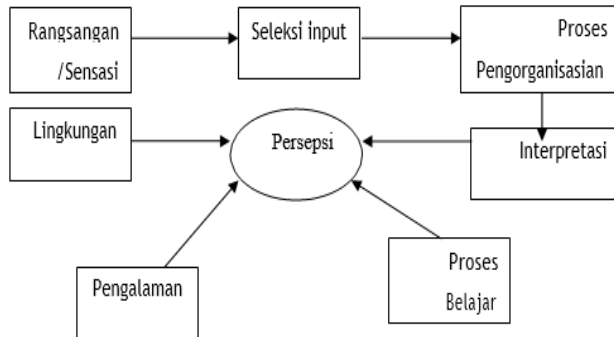 Rangsangan
/Sensasi
Seleksi input
Proses
Pengorganisasian
Lingkungan
Persepsi
Interpretasi
Pengalaman
Proses
Belajar